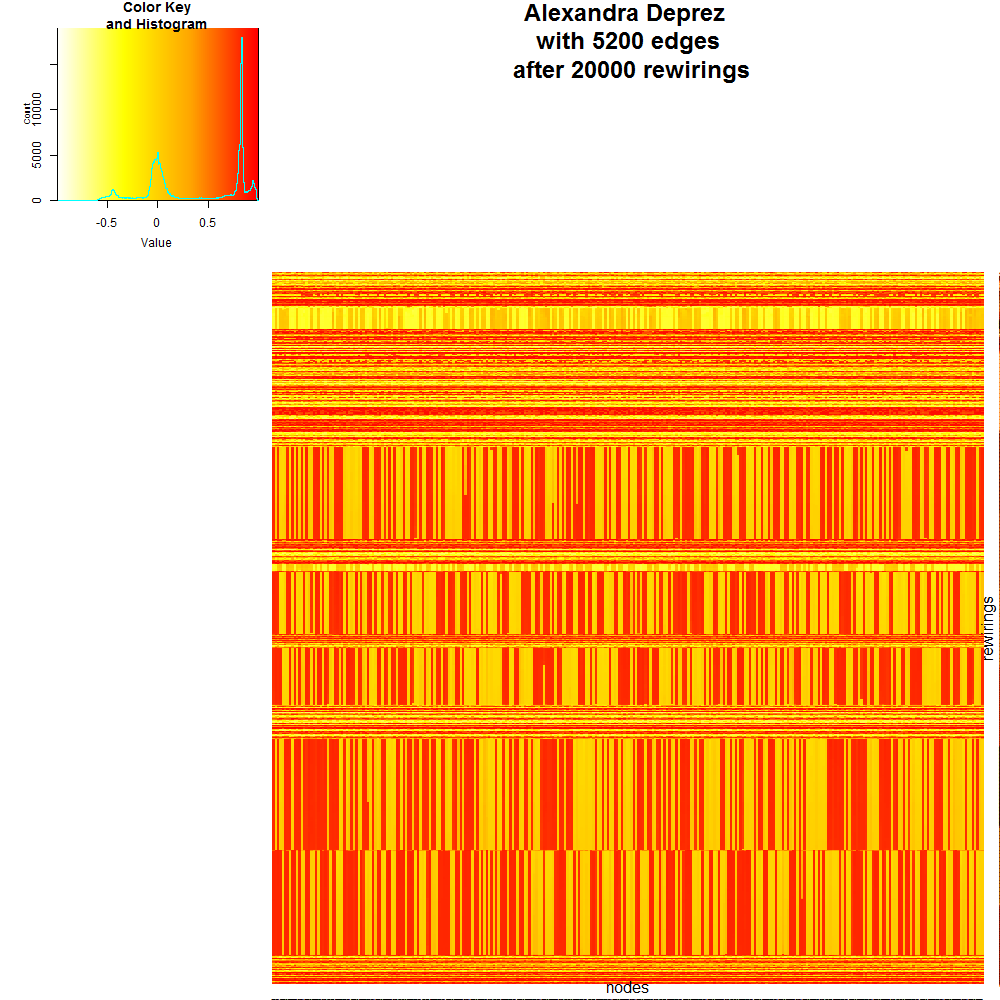 Color Key
and Histogram
Alexandra Deprez
with 5200 edges
after 20000 rewirings
Count
0
5000
10000
-0.5
0
0.5
Value
rewirings
nodes